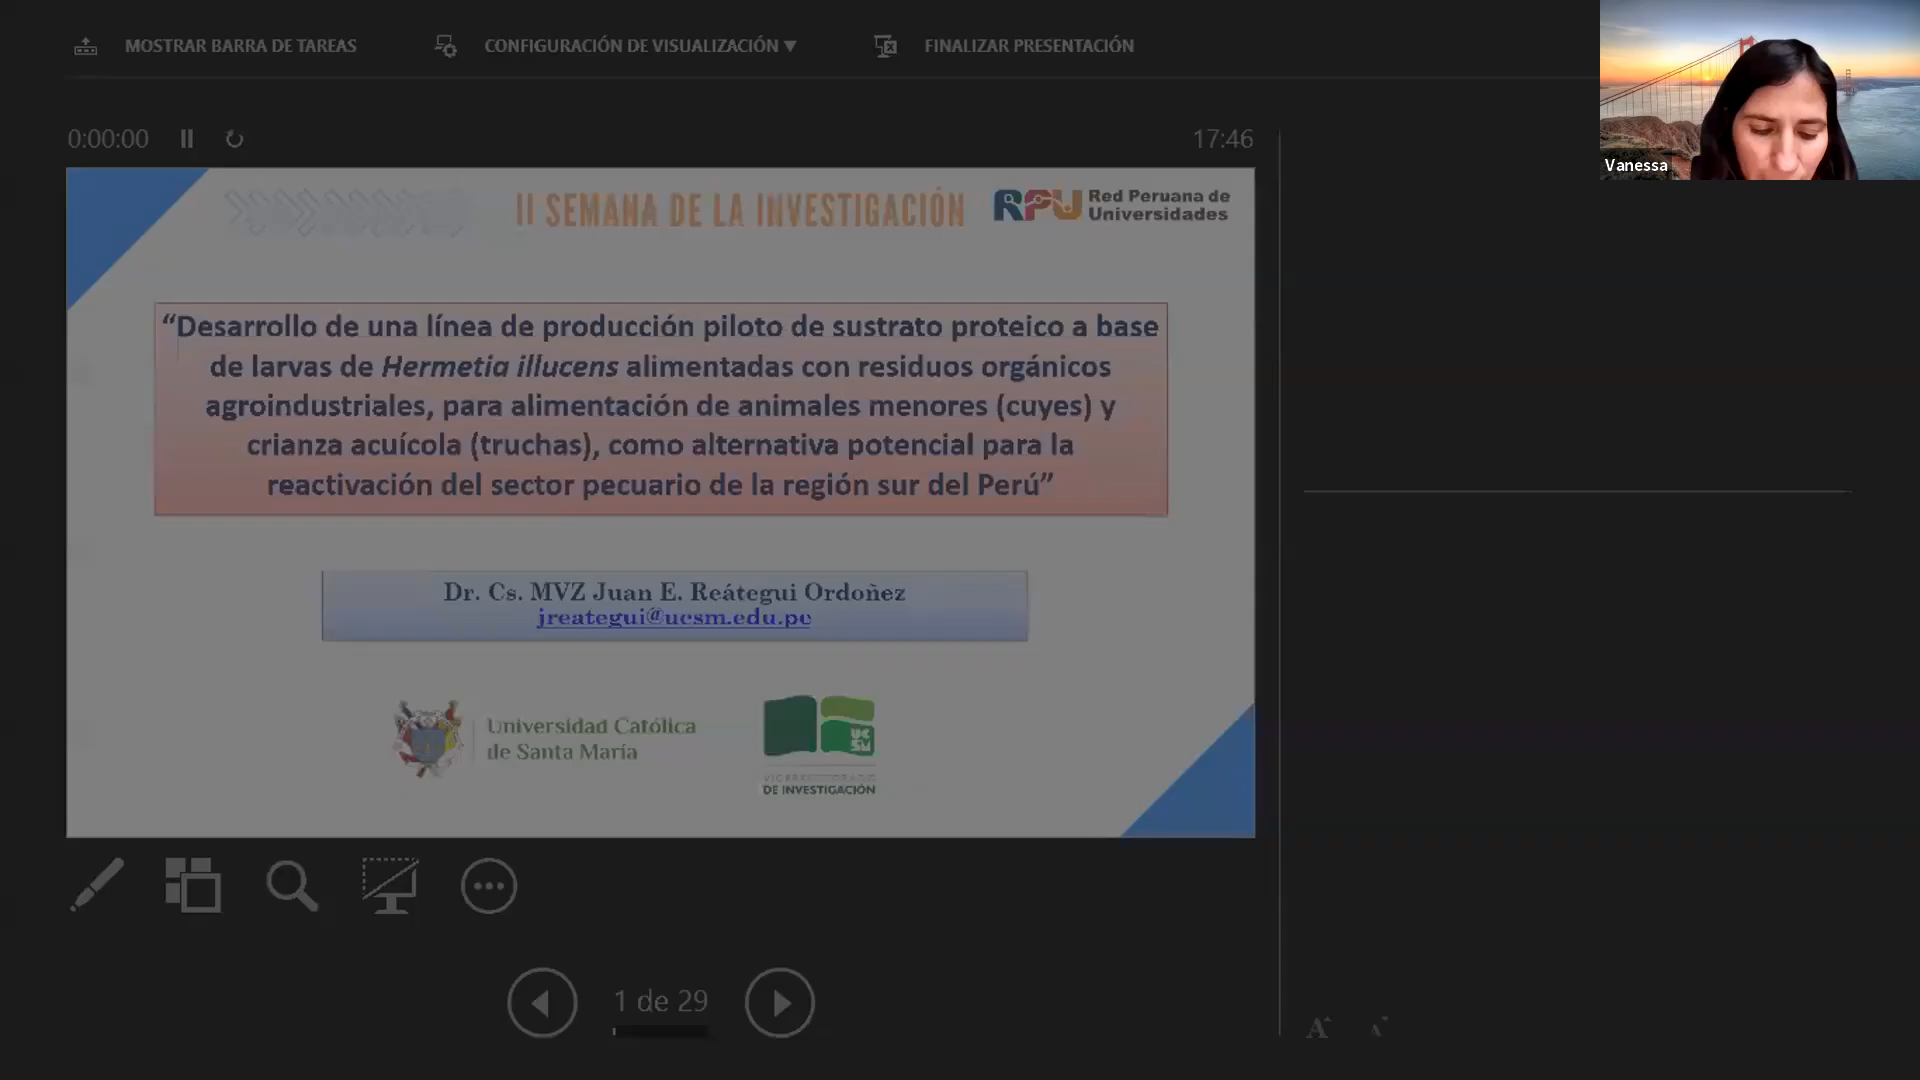 MOSTRAR BARRA DE TAREAS
CONFIGURACIÓN DE VISUALIZACIÓN ▼
FINALIZAR PRESENTACIÓN
Vanessa
0:00:00
17:46
II SEMANA DE LA INVESTIGACIÓN
RPU Red Peruana de
Universidades
“Desarrollo de una línea de producción piloto de sustrato proteico a base
de larvas de Hermetia illucens alimentadas con residuos orgánicos
agroindustriales, para alimentación de animales menores (cuyes) y
crianza acuícola (truchas), como alternativa potencial para la
reactivación del sector pecuario de la región sur del Perú”
Dr. Cs. MVZ Juan E. Reátegui Ordoñez
jreategui@ucsm.edu.pe
Universidad Católica
de Santa María
UC
SM
VICERRECTORADO
DE INVESTIGACIÓN
1 de 29
A A